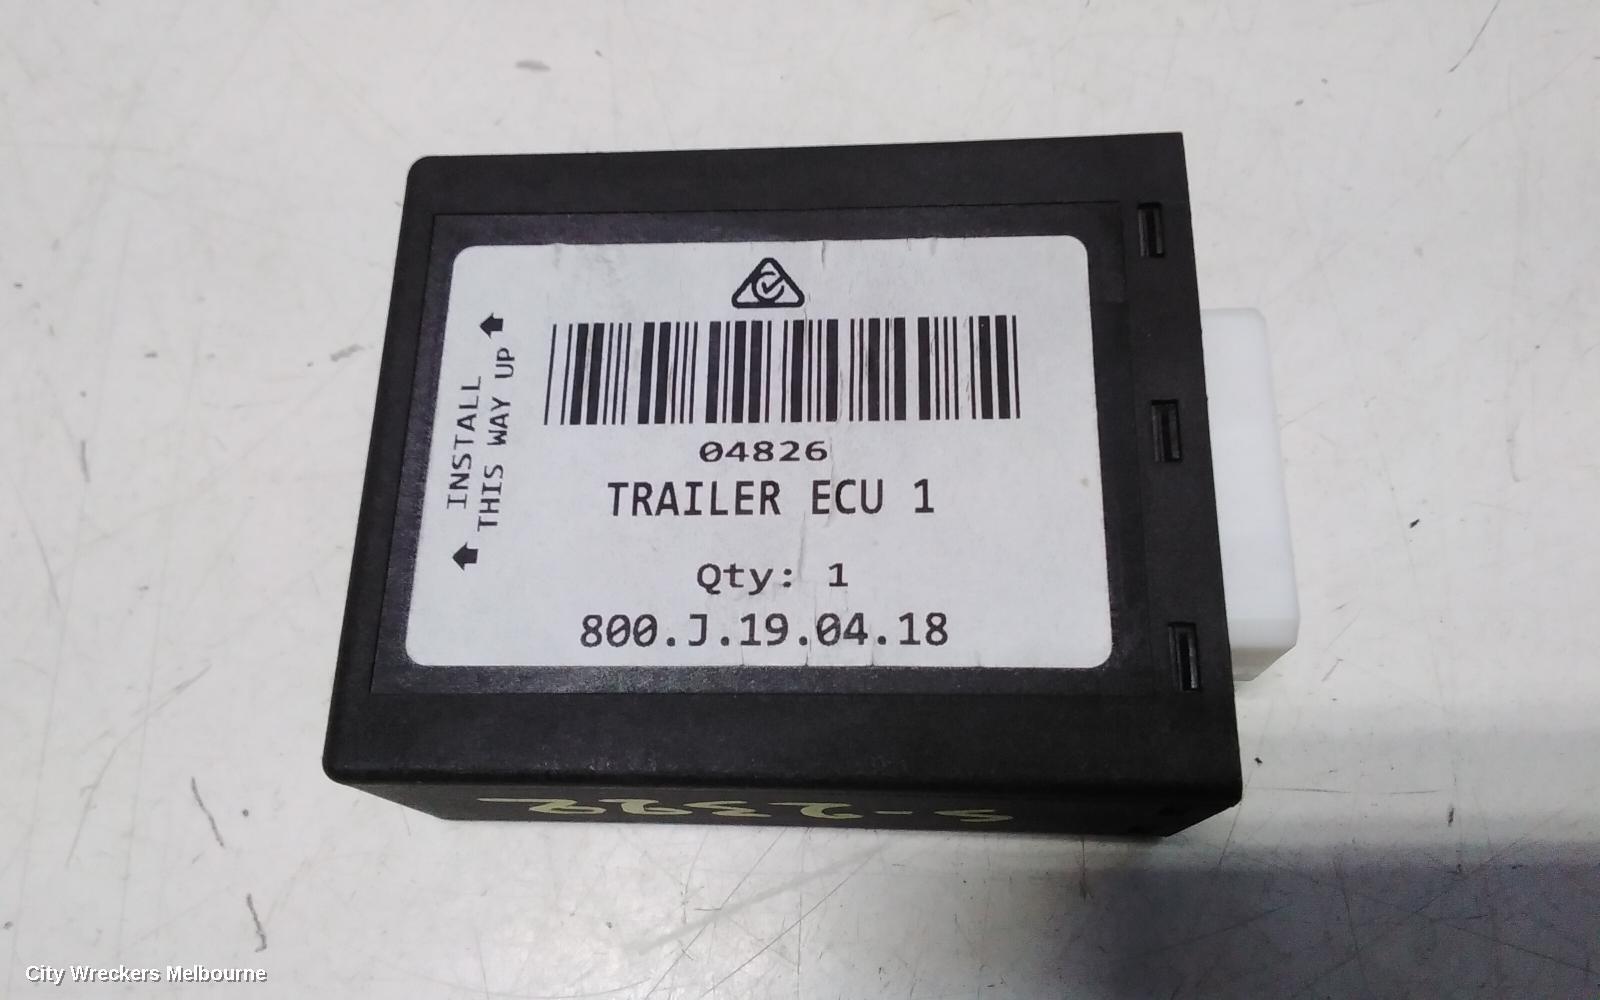 INSTALL
THIS WAY UP
04826
TRAILER ECU 1
Qty: 1
800.J.19.04.18
City Wreckers Melbourne